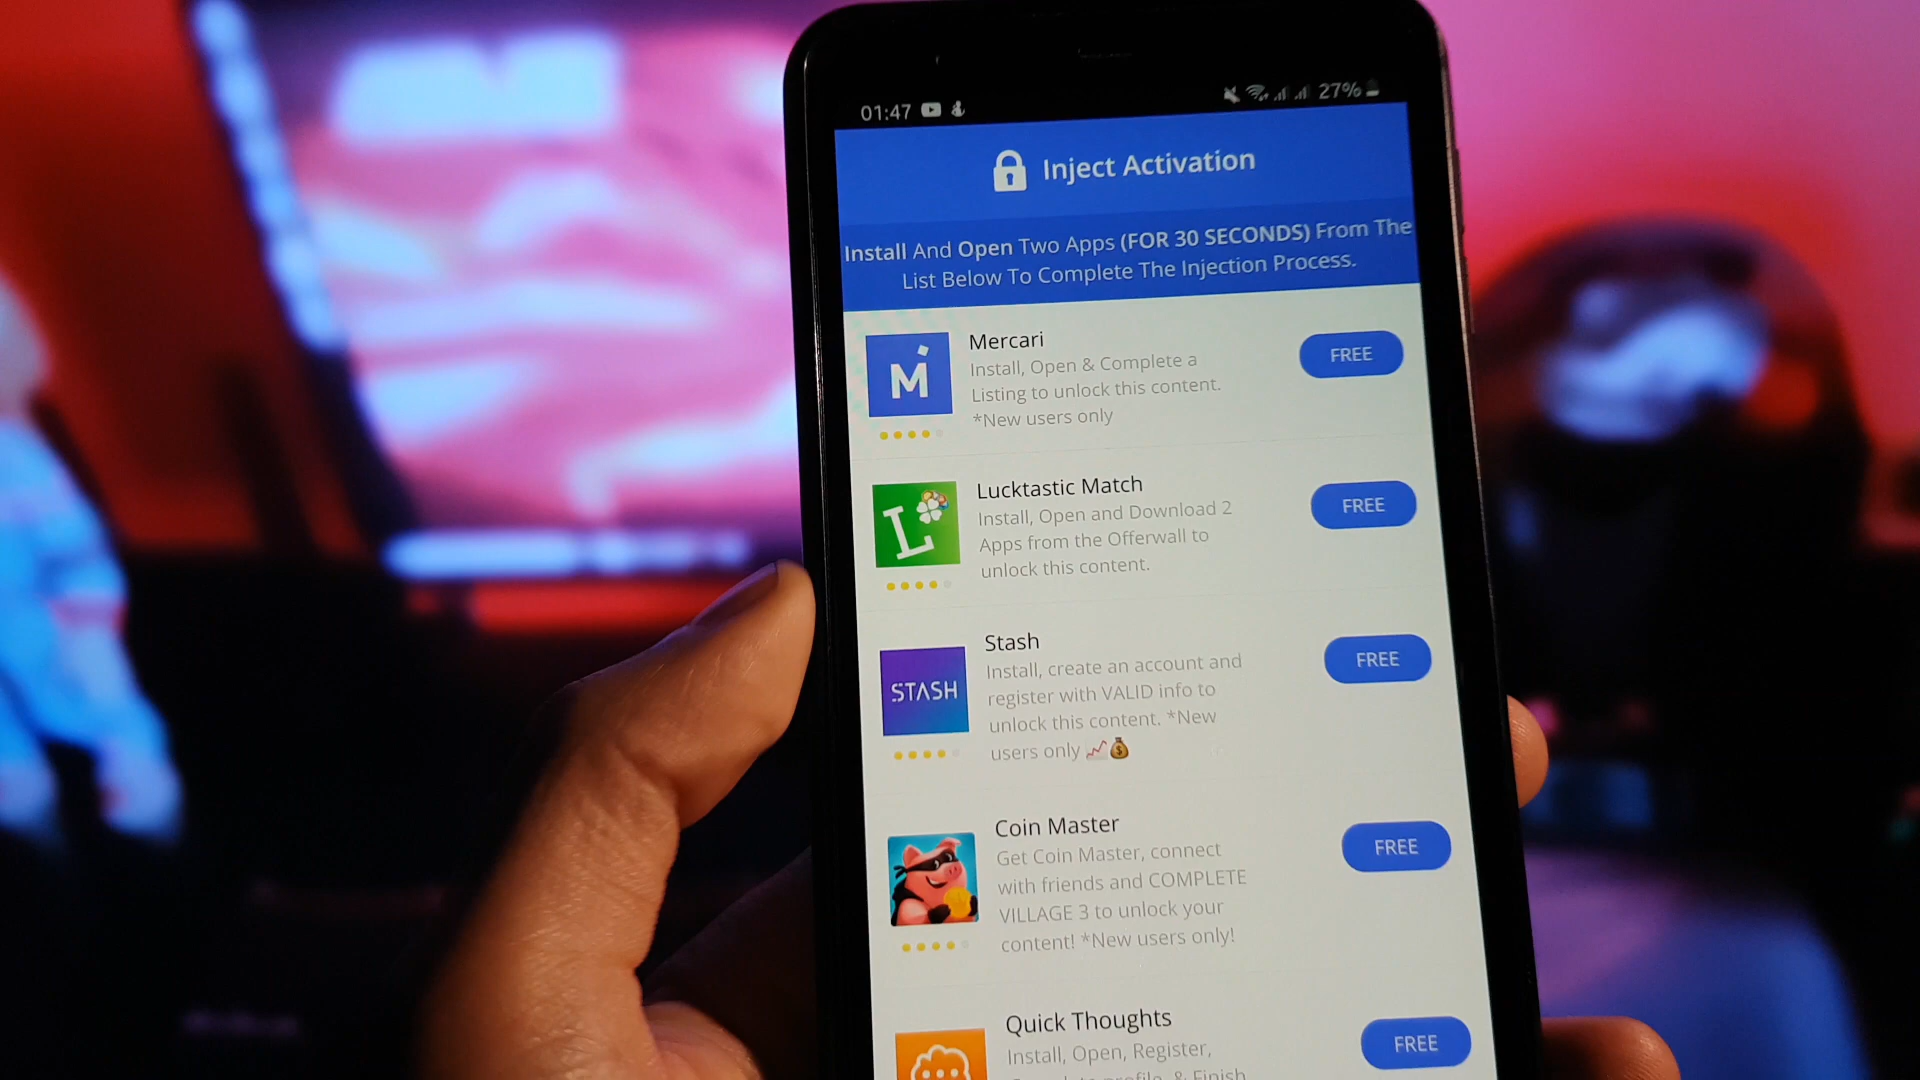 01:47
27%
Inject Activation
Install And Open Two Apps (FOR 30 SECONDS) From The
List Below To Complete The Injection Process.
M
Mercari
Install, Open & Complete a
Listing to unlock this content.
*New users only
FREE
L
Lucktastic Match
Install, Open and Download 2
Apps from the Offerwall to
unlock this content.
FREE
STASH
Stash
Install, create an account and
register with VALID info to
unlock this content. *New
users only 📈💰
FREE
Coin Master
Get Coin Master, connect
with friends and COMPLETE
VILLAGE 3 to unlock your
content! *New users only!
FREE
Quick Thoughts
Install, Open, Register,
profile, & Finish
FREE